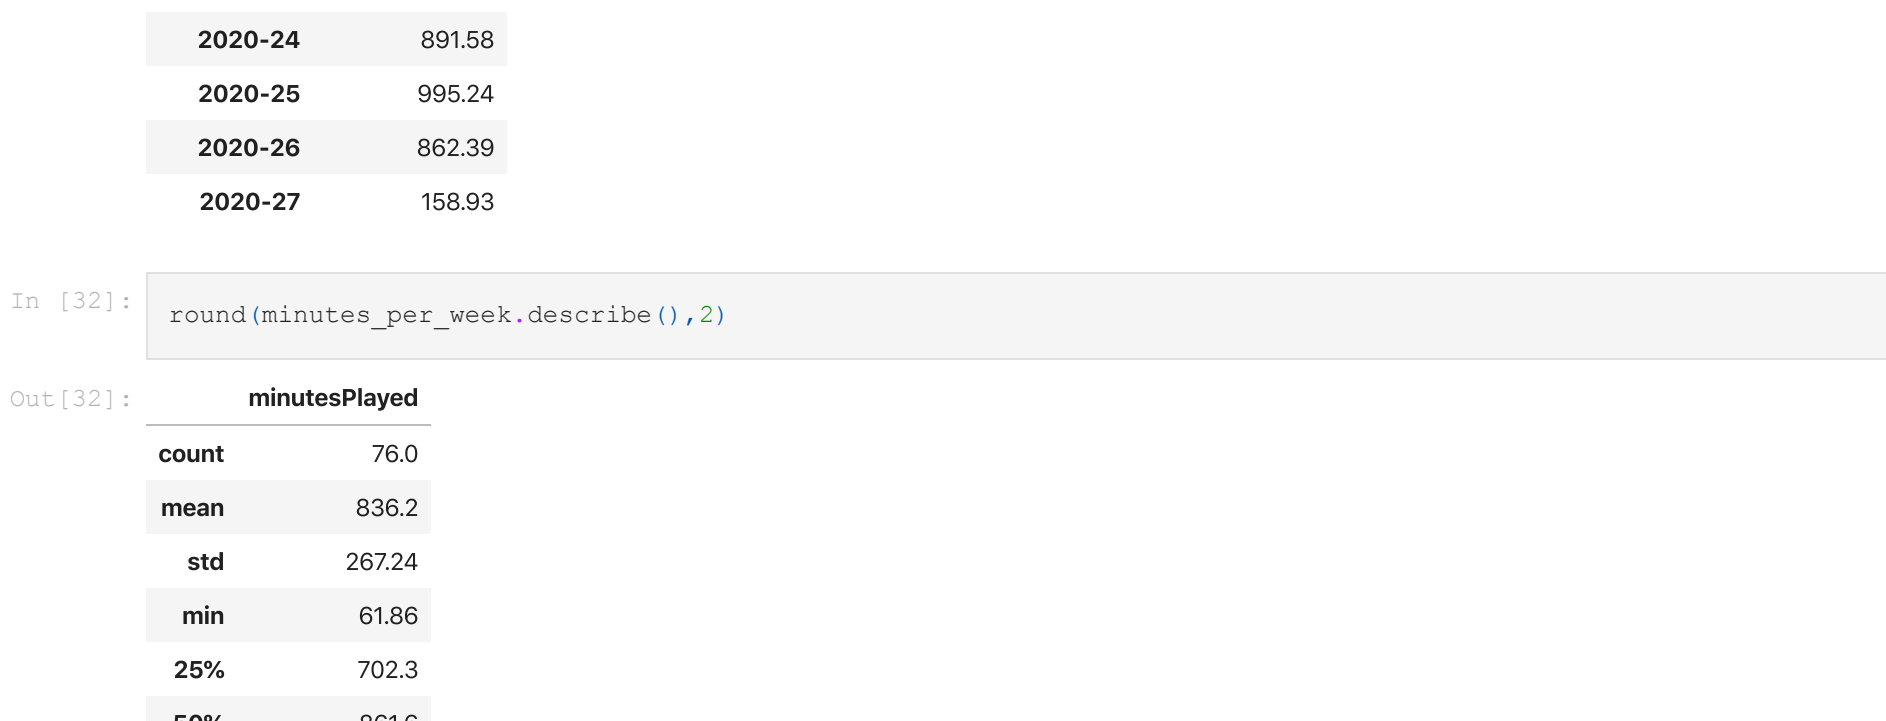 2020-24 891.58
2020-25 995.24
2020-26 862.39
2020-27 158.93
In [32]:
round(minutes_per_week.describe(),2)
Out[32]:
minutesPlayed
count 76.0
mean 836.2
std 267.24
min 61.86
25% 702.3